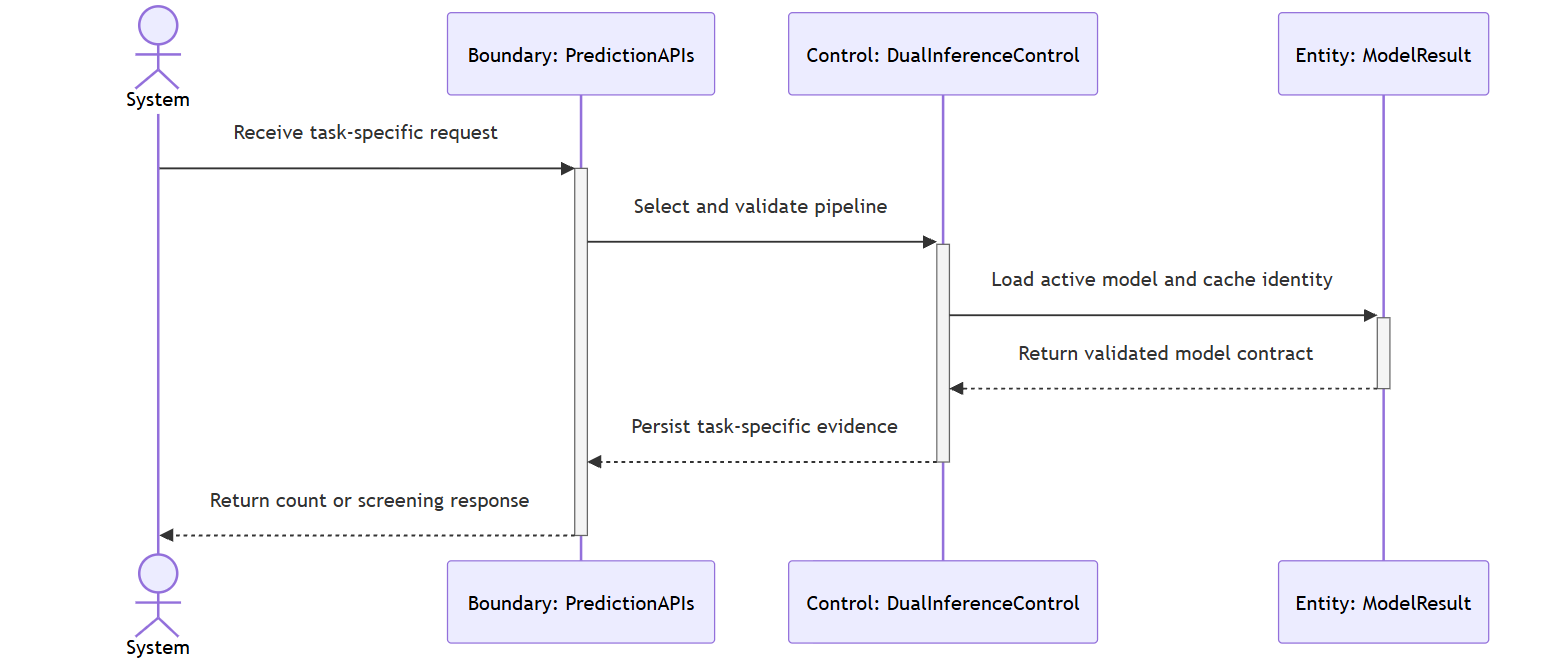 System
Boundary: PredictionAPIs
Control: DualInferenceControl
Entity: ModelResult
Receive task-specific request
Select and validate pipeline
Load active model and cache identity
Return validated model contract
Persist task-specific evidence
Return count or screening response
System
Boundary: PredictionAPIs
Control: DualInferenceControl
Entity: ModelResult